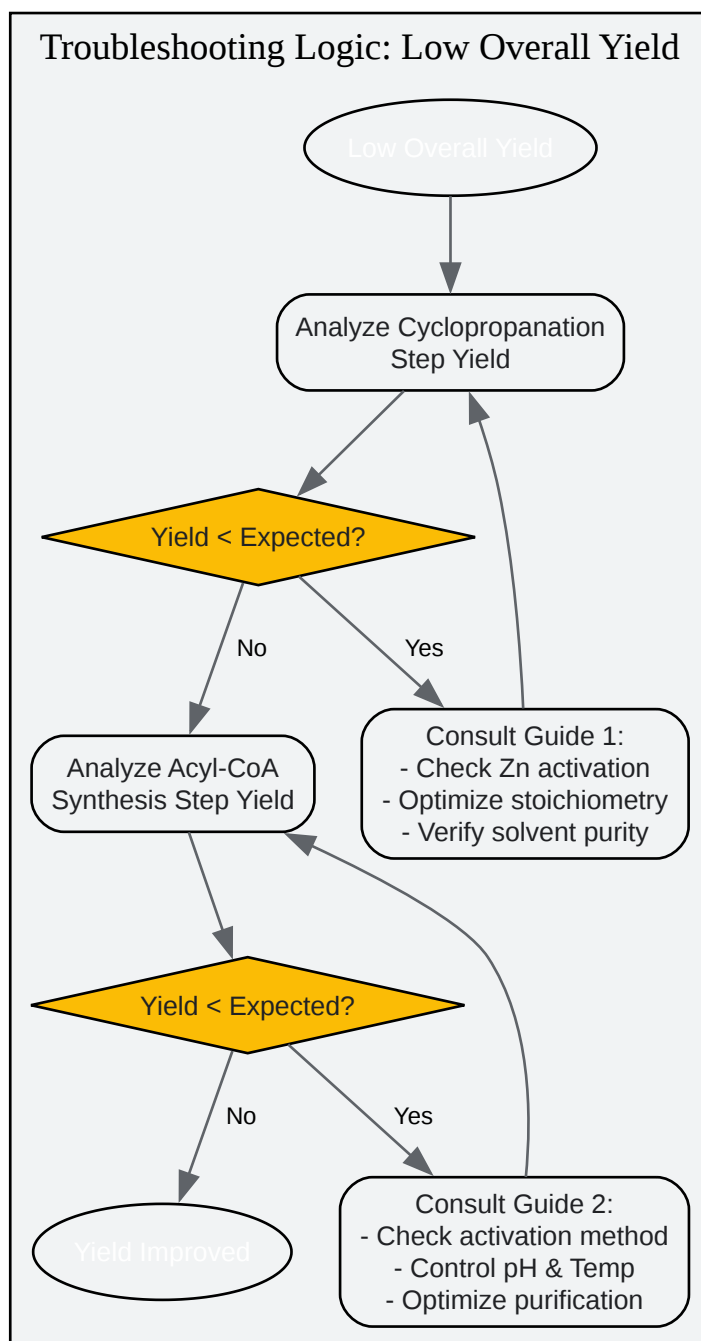 Troubleshooting Logic: Low Overall Yield
Low Overall Yield
Analyze Cyclopropanation
Step Yield
Yield < Expected?
No
Yes
Analyze Acyl-CoA
Synthesis Step Yield
Consult Guide 1:
- Check Zn activation
- Optimize stoichiometry
- Verify solvent purity
Yield < Expected?
No
Yes
Yield Improved
Consult Guide 2:
- Check activation method
- Control pH & Temp
- Optimize purification